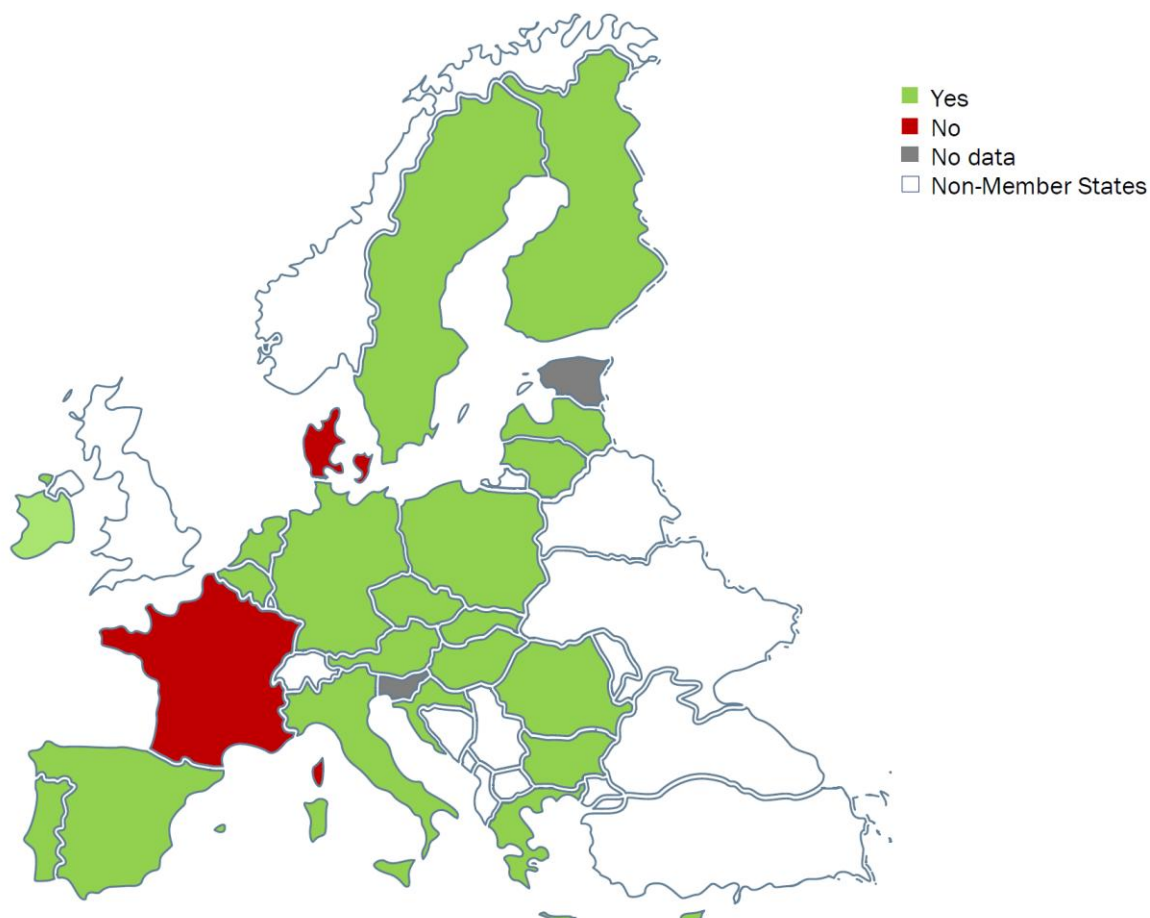 Yes
No
No data
Non-Member States